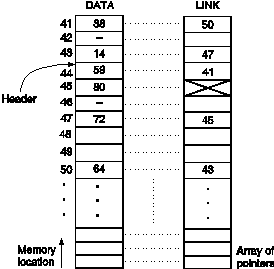 DATA LINK
41 38 50
42 –
43 14 47
44 59 41
45 80
46 –
47 72 45
48
49
50 64 43
Header
Memory location
Array of pointers